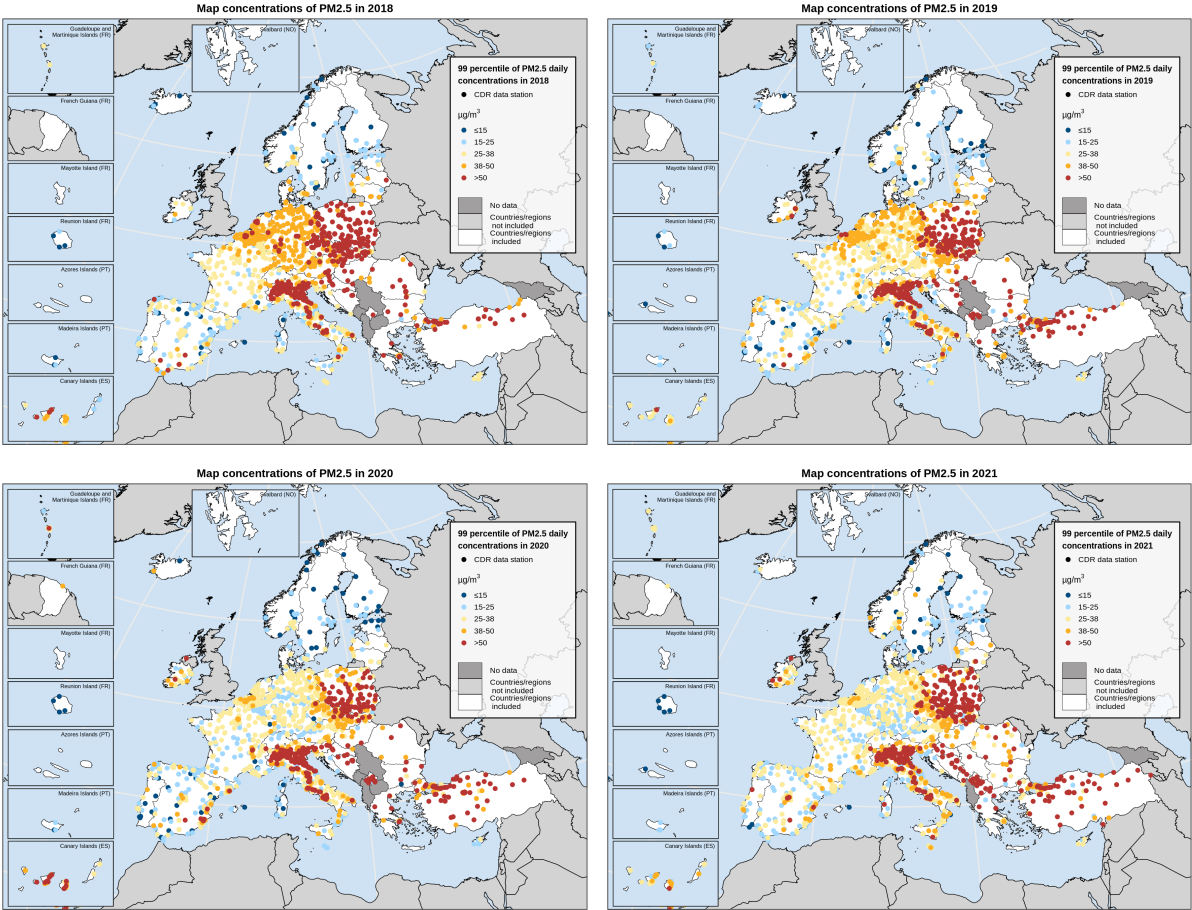 Map concentrations of PM2.5 in 2018
Guadeloupe and
Martinique Islands (FR)
Svalbard (NO)
French Guiana (FR)
Mayotte Island (FR)
Reunion Island (FR)
Azores Islands (PT)
Madeira Islands (PT)
Canary Islands (ES)
99 percentile of PM2.5 daily
concentrations in 2018
CDR data station
µg/m3
≤15
15-25
25-38
38-50
>50
No data
Countries/regions
not included
Countries/regions
included
Map concentrations of PM2.5 in 2019
Guadeloupe and
Martinique Islands (FR)
Svalbard (NO)
French Guiana (FR)
Mayotte Island (FR)
Reunion Island (FR)
Azores Islands (PT)
Madeira Islands (PT)
Canary Islands (ES)
99 percentile of PM2.5 daily
concentrations in 2019
CDR data station
µg/m3
≤15
15-25
25-38
38-50
>50
No data
Countries/regions
not included
Countries/regions
included
Map concentrations of PM2.5 in 2020
Guadeloupe and
Martinique Islands (FR)
Svalbard (NO)
French Guiana (FR)
Mayotte Island (FR)
Reunion Island (FR)
Azores Islands (PT)
Madeira Islands (PT)
Canary Islands (ES)
99 percentile of PM2.5 daily
concentrations in 2020
CDR data station
µg/m3
≤15
15-25
25-38
38-50
>50
No data
Countries/regions
not included
Countries/regions
included
Map concentrations of PM2.5 in 2021
Guadeloupe and
Martinique Islands (FR)
Svalbard (NO)
French Guiana (FR)
Mayotte Island (FR)
Reunion Island (FR)
Azores Islands (PT)
Madeira Islands (PT)
Canary Islands (ES)
99 percentile of PM2.5 daily
concentrations in 2021
CDR data station
µg/m3
≤15
15-25
25-38
38-50
>50
No data
Countries/regions
not included
Countries/regions
included